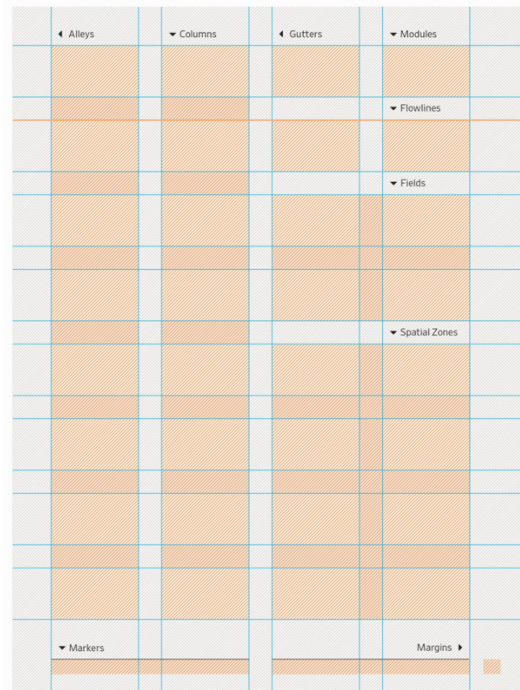 Alleys
Columns
Gutters
Modules
Flowlines
Fields
Spatial Zones
Markers
Margins